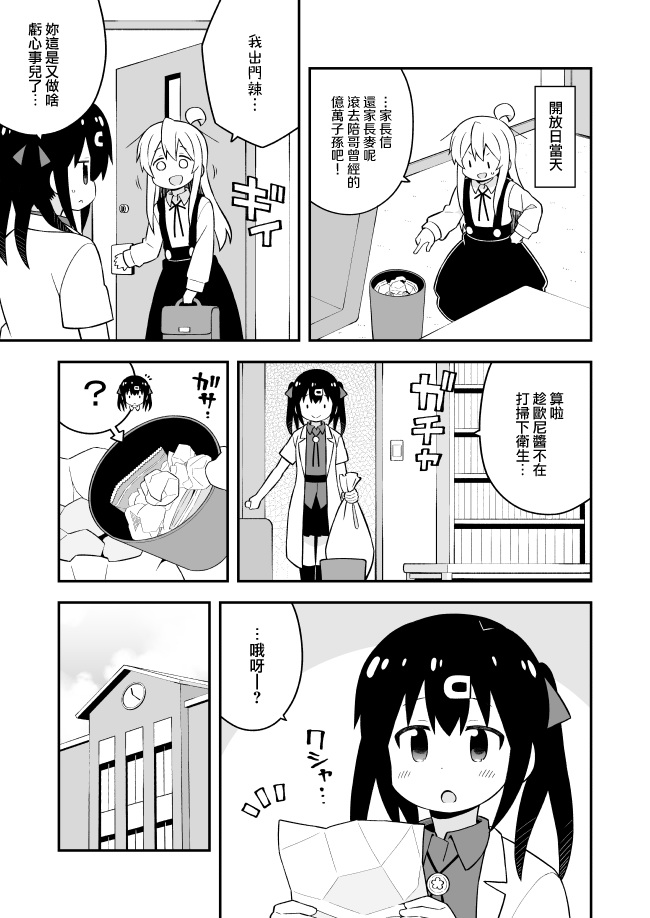 開放日當天
…家長信
還家長麥呢
滾去陪哥曾經的
億萬子孫吧！
我出門辣…
妳這是又做啥
虧心事兒了…
ギィ
算啦
趁歐尼醬不在
打掃下衛生…
ガチャ
ガサ…
？
…哦呀ー？
クシャ…